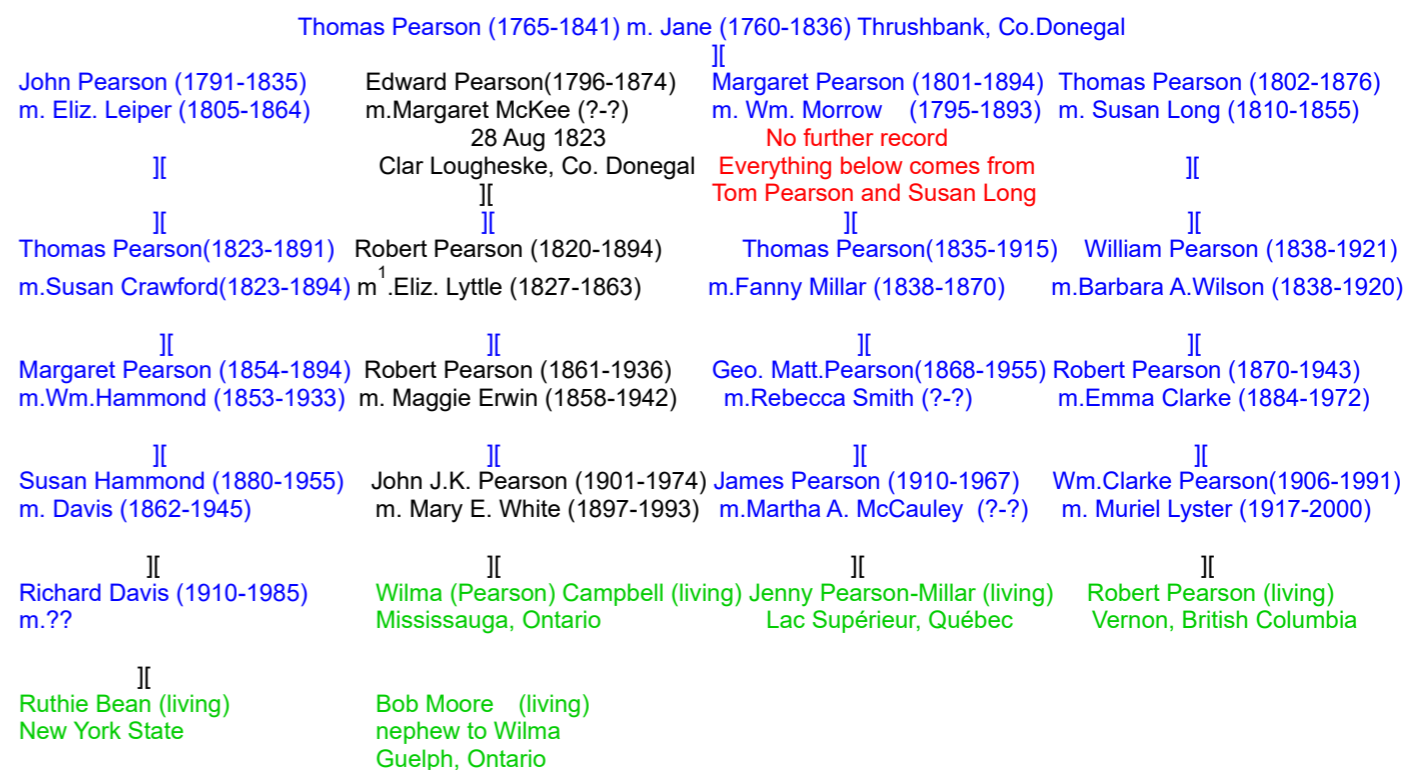 Thomas Pearson (1765-1841) m. Jane (1760-1836) Thrushbank, Co.Donegal
][
John Pearson (1791-1835) Edward Pearson(1796-1874) Margaret Pearson (1801-1894) Thomas Pearson (1802-1876)
m. Eliz. Leiper (1805-1864) m.Margaret McKee (?-?) m. Wm. Morrow (1795-1893) m. Susan Long (1810-1855)
28 Aug 1823 No further record
][ Clar Lougheske, Co. Donegal Everything below comes from ][
][ Tom Pearson and Susan Long
][ ][ ][ ][
Thomas Pearson(1823-1891) Robert Pearson (1820-1894) Thomas Pearson(1835-1915) William Pearson (1838-1921)
m.Susan Crawford(1823-1894) m1.Eliz. Lyttle (1827-1863) m.Fanny Millar (1838-1870) m.Barbara A.Wilson (1838-1920)
][ ][ ][ ][
Margaret Pearson (1854-1894) Robert Pearson (1861-1936) Geo. Matt.Pearson(1868-1955) Robert Pearson (1870-1943)
m.Wm.Hammond (1853-1933) m. Maggie Erwin (1858-1942) m.Rebecca Smith (?-?) m.Emma Clarke (1884-1972)
][ ][ ][ ][
Susan Hammond (1880-1955) John J.K. Pearson (1901-1974) James Pearson (1910-1967) Wm.Clarke Pearson(1906-1991)
m. Davis (1862-1945) m. Mary E. White (1897-1993) m.Martha A. McCauley (?-?) m. Muriel Lyster (1917-2000)
][ ][ ][ ][
Richard Davis (1910-1985) Wilma (Pearson) Campbell (living) Jenny Pearson-Millar (living) Robert Pearson (living)
m.?? Mississauga, Ontario Lac Supérieur, Québec Vernon, British Columbia
][
Ruthie Bean (living) Bob Moore (living)
New York State nephew to Wilma
Guelph, Ontario